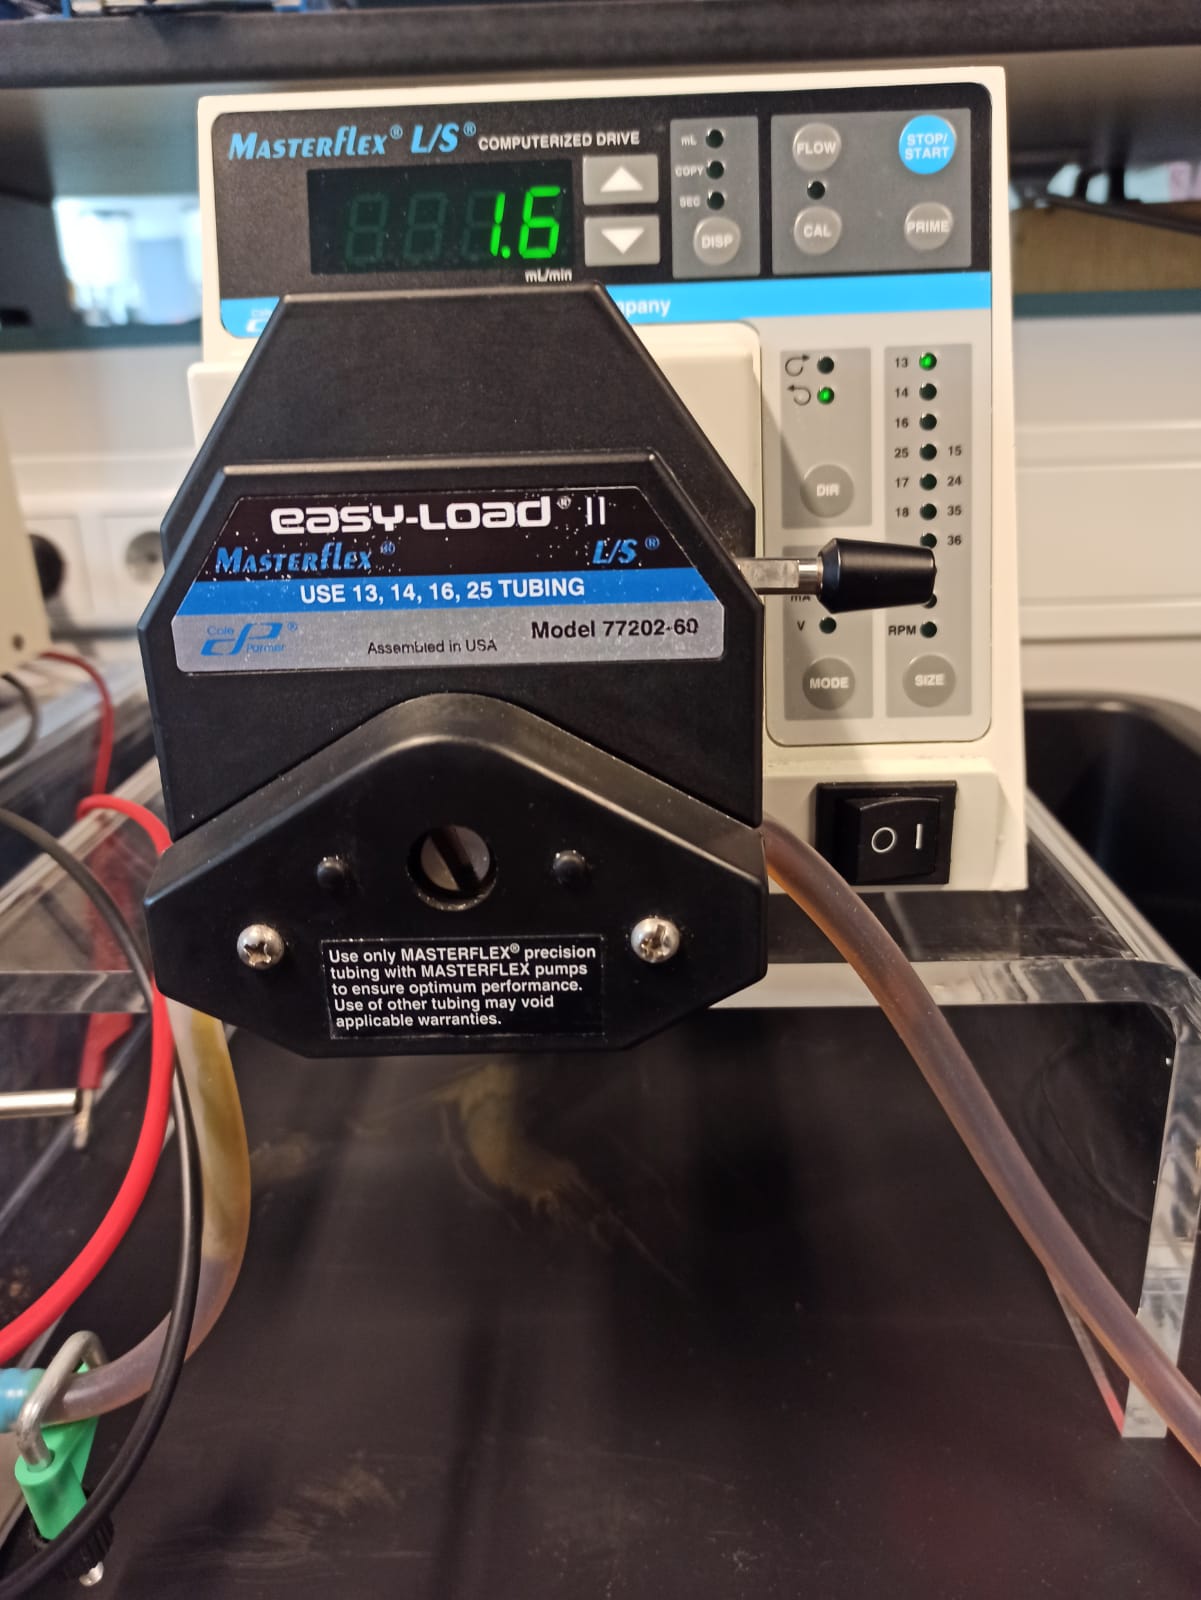 MASTERFLEX® L/S® COMPUTERIZED DRIVE
1.6
mL/min
mL
COPY
SEC
DISP
FLOW
STOP/
START
CAL
PRIME
Cole
pany
13
14
16
25 15
17 24
18 35
36
DIR
mA
V
RPM
MODE
SIZE
easy-Load® II
MASTERFLEX® L/S®
USE 13, 14, 16, 25 TUBING
Cole Parmer®
Assembled in USA
Model 77202-60
O I
Use only MASTERFLEX® precision
tubing with MASTERFLEX pumps
to ensure optimum performance.
Use of other tubing may void
applicable warranties.